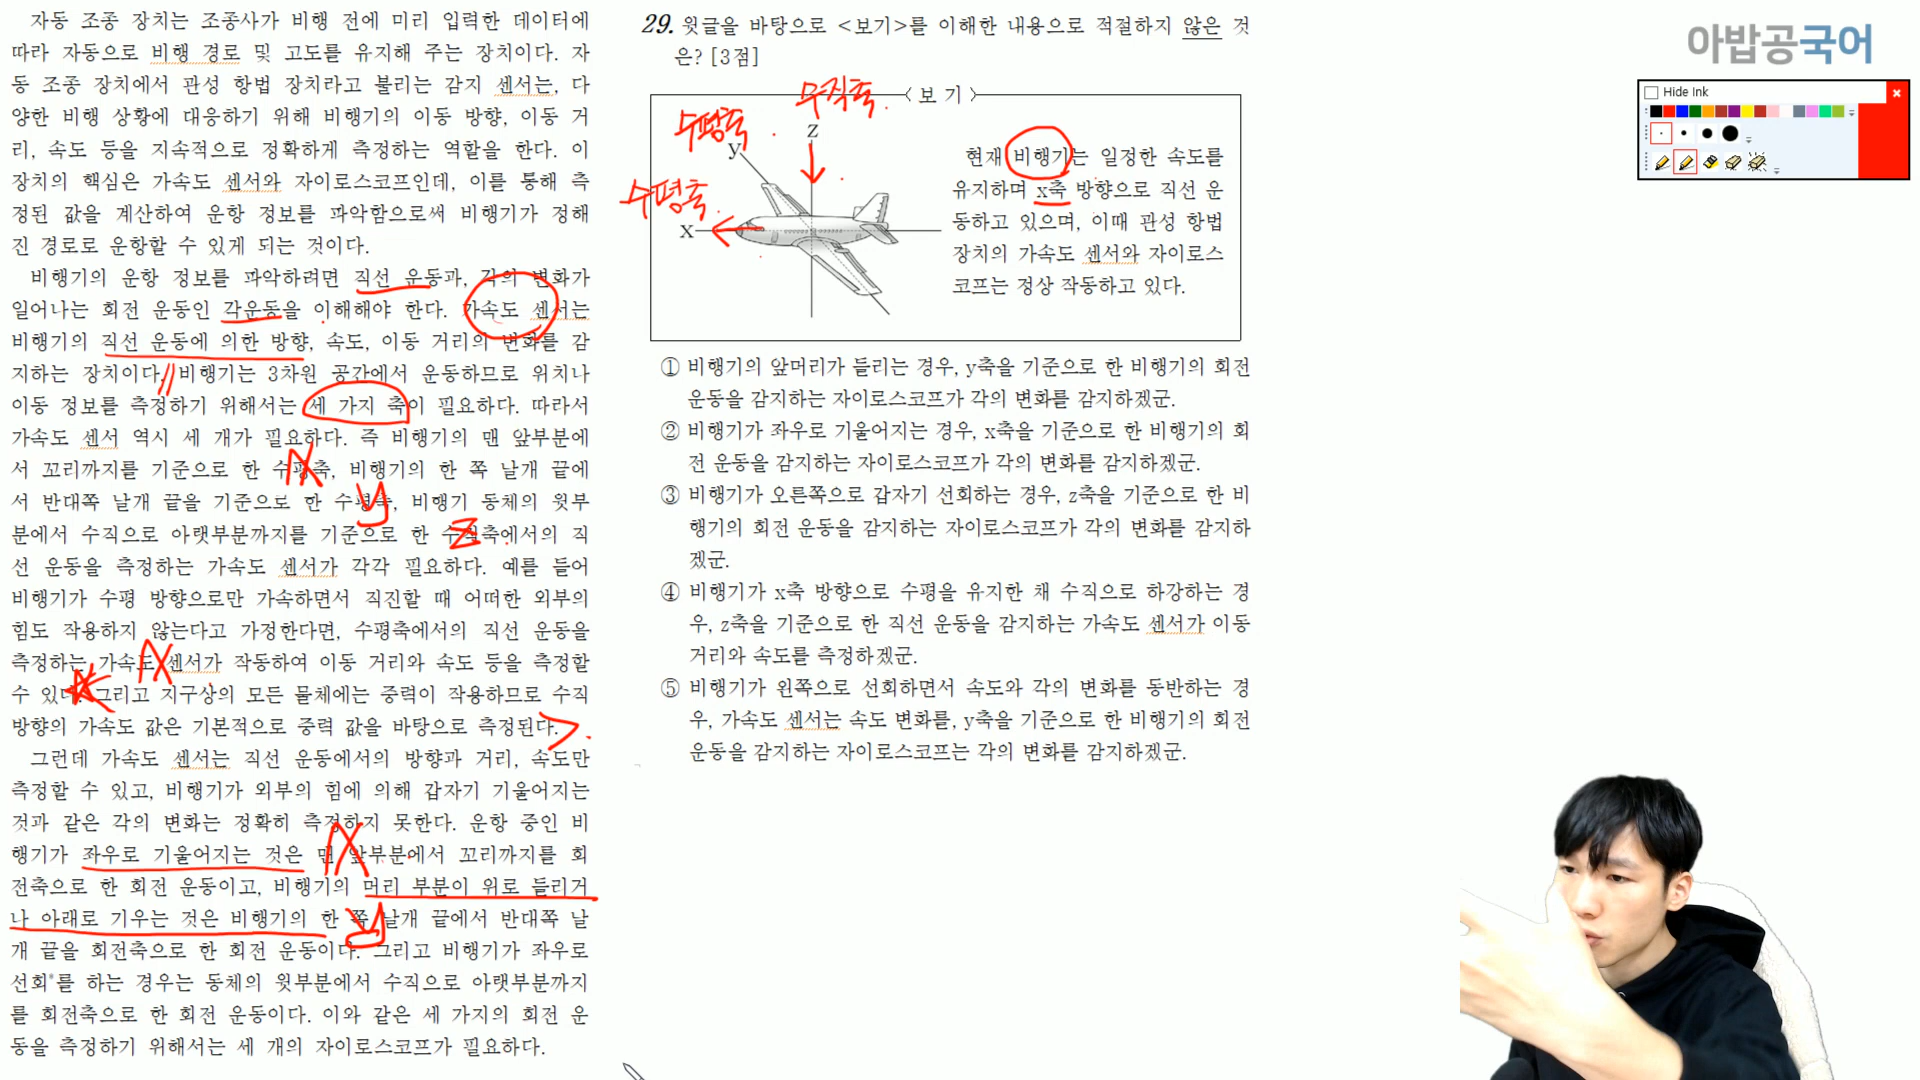 자동 조종 장치는 조종사가 비행 전에 미리 입력한 데이터에
따라 자동으로 비행 경로 및 고도를 유지해 주는 장치이다. 자
동 조종 장치에서 관성 항법 장치라고 불리는 감지 센서는, 다
양한 비행 상황에 대응하기 위해 비행기의 이동 방향, 이동 거
리, 속도 등을 지속적으로 정확하게 측정하는 역할을 한다. 이
장치의 핵심은 가속도 센서와 자이로스코프인데, 이를 통해 측
정된 값을 계산하여 운항 정보를 파악함으로써 비행기가 정해
진 경로로 운항할 수 있게 되는 것이다.
비행기의 운항 정보를 파악하려면 직선 운동과, 각의 변화가
일어나는 회전 운동인 각운동을 이해해야 한다. 가속도 센서는
비행기의 직선 운동에 의한 방향, 속도, 이동 거리의 변화를 감
지하는 장치이다. 비행기는 3차원 공간에서 운동하므로 위치나
이동 정보를 측정하기 위해서는 세 가지 축이 필요하다. 따라서
가속도 센서 역시 세 개가 필요하다. 즉 비행기의 맨 앞부분에
서 꼬리까지를 기준으로 한 수평축, 비행기의 한 쪽 날개 끝에
x
서 반대쪽 날개 끝을 기준으로 한 수평축, 비행기 동체의 윗부
y
분에서 수직으로 아랫부분까지를 기준으로 한 수직축에서의 직
z
선 운동을 측정하는 가속도 센서가 각각 필요하다. 예를 들어
비행기가 수평 방향으로만 가속하면서 직진할 때 어떠한 외부의
힘도 작용하지 않는다고 가정한다면, 수평축에서의 직선 운동을
측정하는 가속도 센서가 작동하여 이동 거리와 속도 등을 측정할
x
수 있다. 그리고 지구상의 모든 물체에는 중력이 작용하므로 수직
방향의 가속도 값은 기본적으로 중력 값을 바탕으로 측정된다.
그런데 가속도 센서는 직선 운동에서의 방향과 거리, 속도만
측정할 수 있고, 비행기가 외부의 힘에 의해 갑자기 기울어지는
것과 같은 각의 변화는 정확히 측정하지 못한다. 운항 중인 비
행기가 좌우로 기울어지는 것은 맨 앞부분에서 꼬리까지를 회
x
전축으로 한 회전 운동이고, 비행기의 머리 부분이 위로 들리거
나 아래로 기우는 것은 비행기의 한 쪽 날개 끝에서 반대쪽 날
y
개 끝을 회전축으로 한 회전 운동이다. 그리고 비행기가 좌우로
선회*를 하는 경우는 동체의 윗부분에서 수직으로 아랫부분까지
를 회전축으로 한 회전 운동이다. 이와 같은 세 가지의 회전 운
동을 측정하기 위해서는 세 개의 자이로스코프가 필요하다.
29. 윗글을 바탕으로 <보기>를 이해한 내용으로 적절하지 않은 것
은? [3점]
<보 기>
수직축
수평축
수평축
z
y
x
현재 비행기는 일정한 속도를
유지하며 x축 방향으로 직선 운
동하고 있으며, 이때 관성 항법
장치의 가속도 센서와 자이로스
코프는 정상 작동하고 있다.
① 비행기의 앞머리가 들리는 경우, y축을 기준으로 한 비행기의 회전
운동을 감지하는 자이로스코프가 각의 변화를 감지하겠군.
② 비행기가 좌우로 기울어지는 경우, x축을 기준으로 한 비행기의 회
전 운동을 감지하는 자이로스코프가 각의 변화를 감지하겠군.
③ 비행기가 오른쪽으로 갑자기 선회하는 경우, z축을 기준으로 한 비
행기의 회전 운동을 감지하는 자이로스코프가 각의 변화를 감지하
겠군.
④ 비행기가 x축 방향으로 수평을 유지한 채 수직으로 하강하는 경
우, z축을 기준으로 한 직선 운동을 감지하는 가속도 센서가 이동
거리와 속도를 측정하겠군.
⑤ 비행기가 왼쪽으로 선회하면서 속도와 각의 변화를 동반하는 경
우, 가속도 센서는 속도 변화를, y축을 기준으로 한 비행기의 회전
운동을 감지하는 자이로스코프는 각의 변화를 감지하겠군.
아밥공국어
Hide Ink